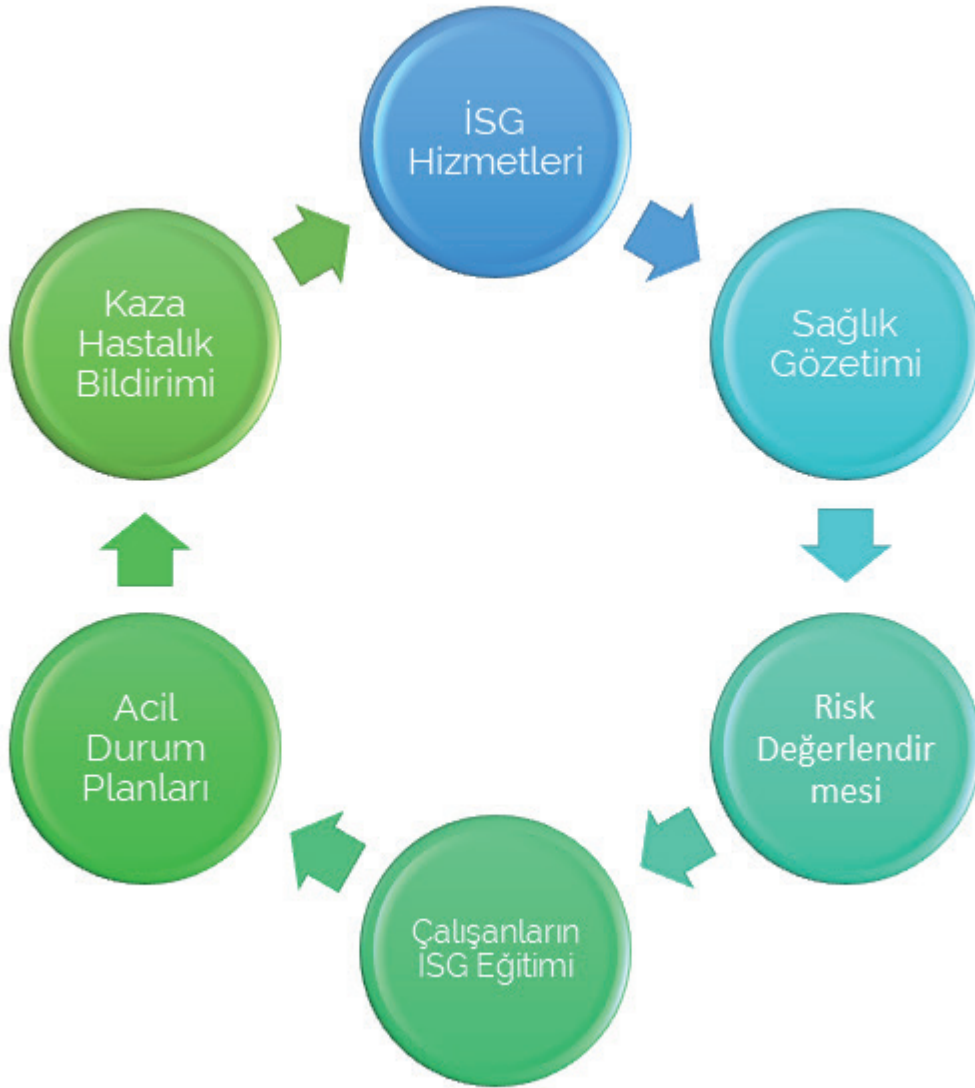 İSG
Hizmetleri
Sağlık
Gözetimi
Risk
Değerlendir
mesi
Çalışanların
İSG Eğitimi
Acil
Durum
Planları
Kaza
Hastalık
Bildirimi